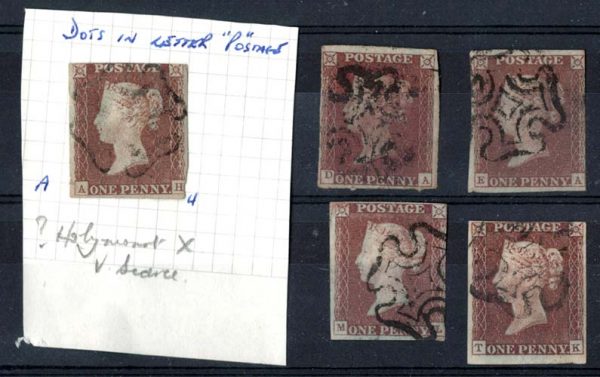 DOTS IN LETTER "POSTAGE
POSTAGE
A H
ONE PENNY
A H
? Holymount X
v scarce.
POSTAGE
D A
ONE PENNY
POSTAGE
E A
ONE PENNY
POSTAGE
M
ONE PENNY
POSTAGE
T K
ONE PENNY